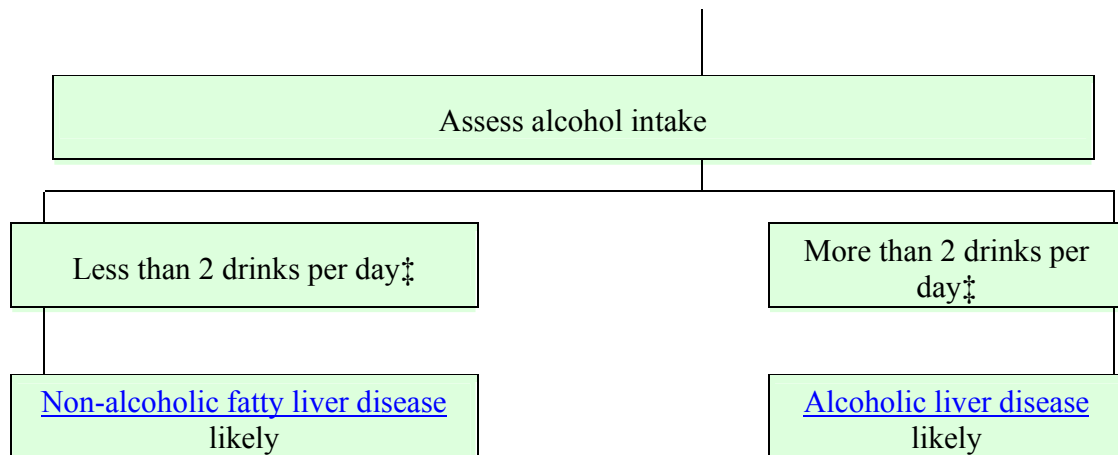 Assess alcohol intake
Less than 2 drinks per day‡
More than 2 drinks per
day‡
Non-alcoholic fatty liver disease
likely
Alcoholic liver disease
likely